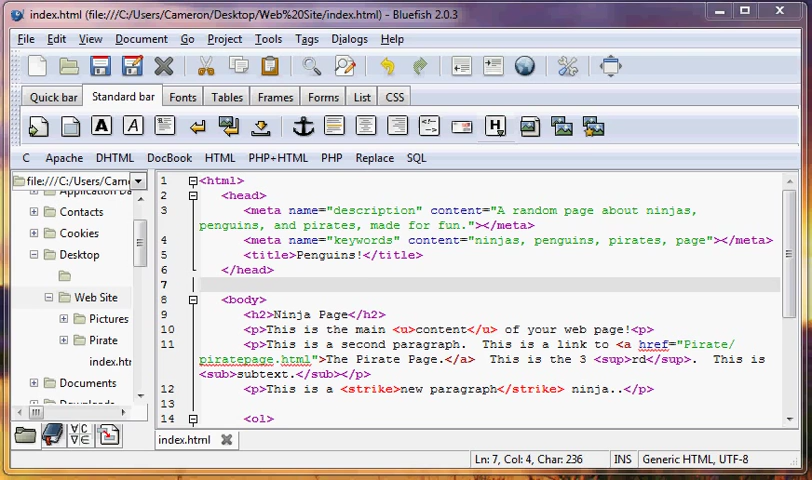 index.html (file:///C:/Users/Cameron/Desktop/Web%20Site/index.html) - Bluefish 2.0.3
File Edit View Document Go Project Tools Tags Dialogs Help
Quick bar Standard bar Fonts Tables Frames Forms List CSS
C Apache DHTML DocBook HTML PHP+HTML PHP Replace SQL
file:///C:/Users/Came
Application Da
Contacts
Cookies
Desktop
Web Site
Pictures
Pirate
index.ht
Documents
Downloads
1 <html>
2 <head>
3 <meta name="description" content="A random page about ninjas,
penguins, and pirates, made for fun."></meta>
4 <meta name="keywords" content="ninjas, penguins, pirates, page"></meta>
5 <title>Penguins!</title>
6 </head>
7
8 <body>
9 <h2>Ninja Page</h2>
10 <p>This is the main <u>content</u> of your web page!<p>
11 <p>This is a second paragraph.  This is a link to <a href="Pirate/
piratepage.html">The Pirate Page.</a>  This is the 3 <sup>rd</sup>.  This is
<sub>subtext.</sub></p>
12 <p>This is a <strike>new paragraph</strike> ninja..</p>
13
14 <ol>
index.html
Ln: 7, Col: 4, Char: 236 INS Generic HTML, UTF-8